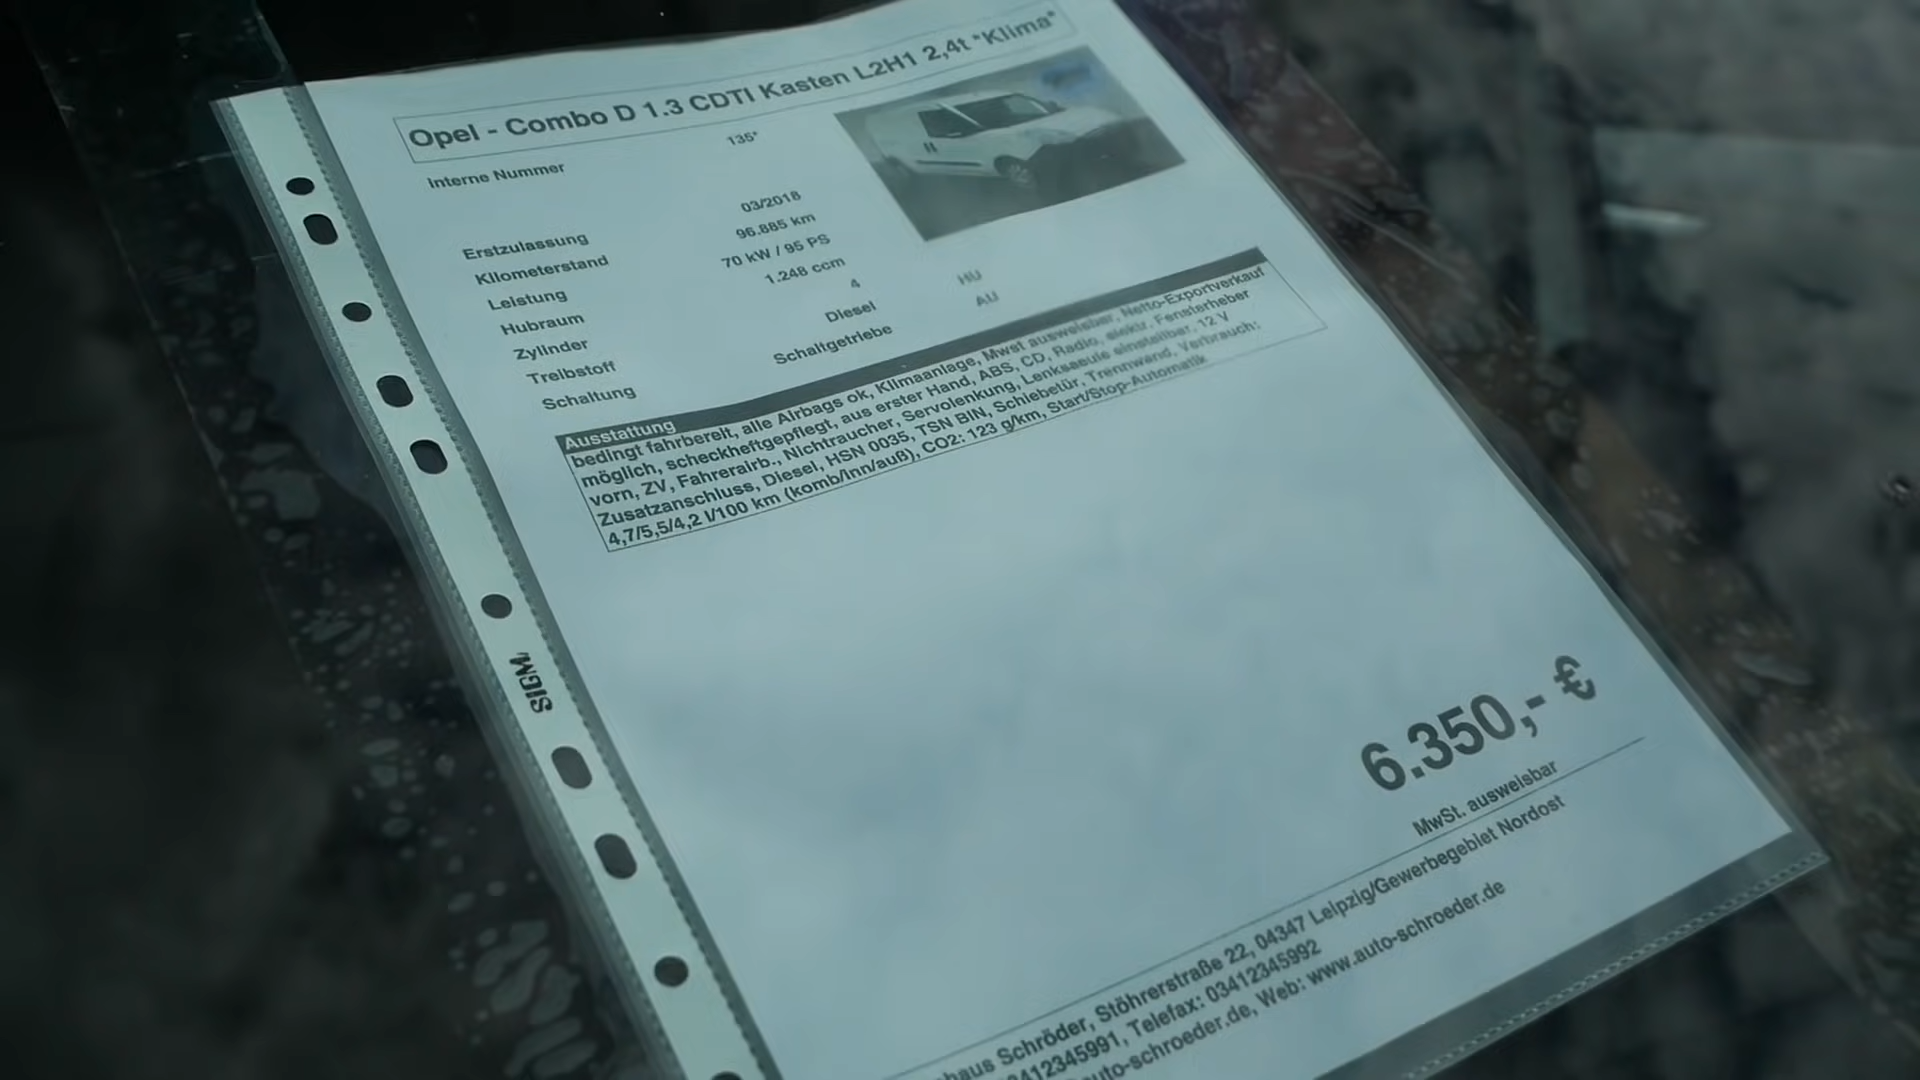 Opel - Combo D 1.3 CDTI Kasten L2H1 2,4t *Klima*
Interne Nummer 135*
Erstzulassung 03/2018
Kilometerstand 96.885 km
Leistung 70 kW / 95 PS
Hubraum 1.248 ccm
Zylinder 4
Treibstoff Diesel HU
Schaltung Schaltgetriebe AU
Ausstattung
bedingt fahrbereit, alle Airbags ok, Klimaanlage, Mwst ausweisbar, Netto-Exportverkauf
möglich, scheckheftgepflegt, aus erster Hand, ABS, CD, Radio, elektr. Fensterheber
vorn, ZV, Fahrerairb., Nichtraucher, Servolenkung, Lenksaeule einstellbar, 12 V
Zusatzanschluss, Diesel, HSN 0035, TSN BIN, Schiebetür, Trennwand, Verbrauch:
4,7/5,5/4,2 l/100 km (komb/inn/auß), CO2: 123 g/km, Start/Stop-Automatik
SIGM,
6.350,- €
MwSt. ausweisbar
haus Schröder, Stöhrerstraße 22, 04347 Leipzig/Gewerbegebiet Nordost
03412345991, Telefax: 03412345992
auto-schroeder.de, Web: www.auto-schroeder.de